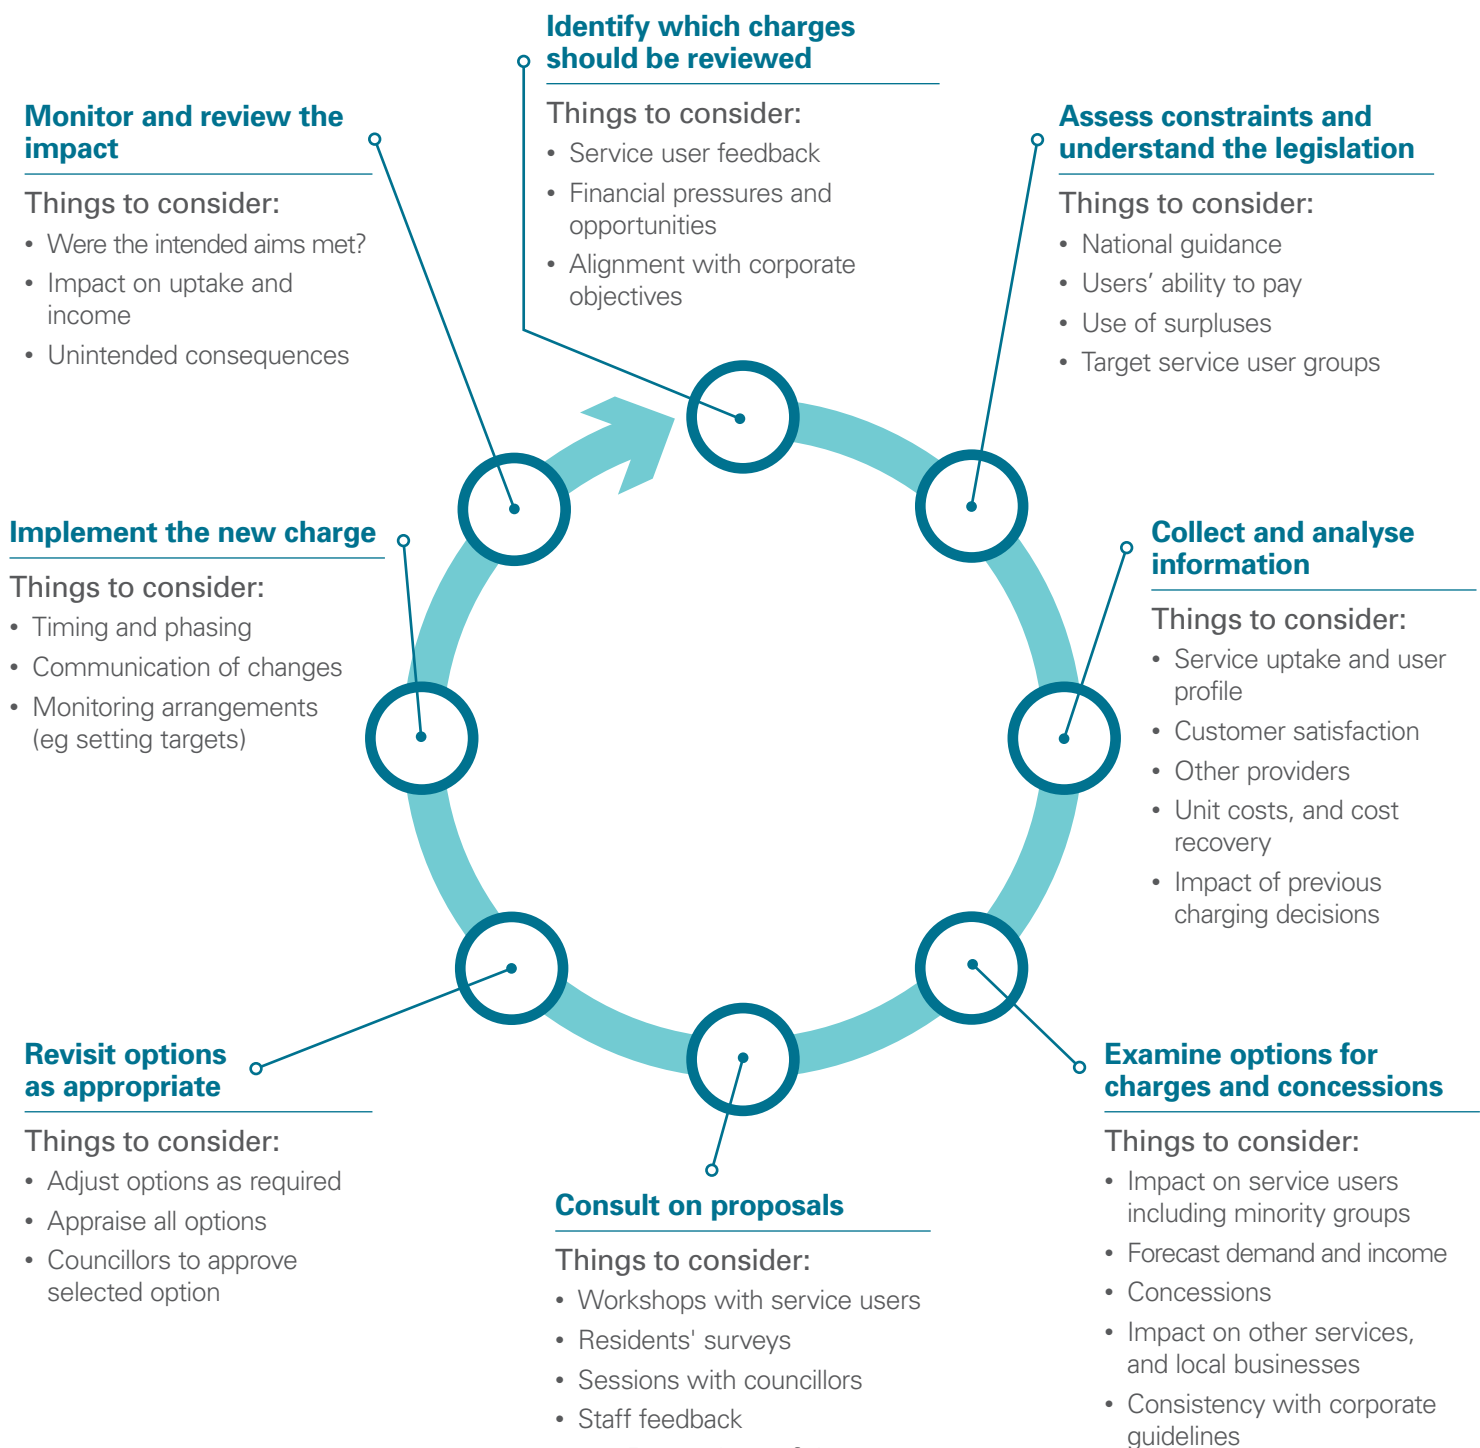 Identify which charges
should be reviewed
Things to consider:
• Service user feedback
• Financial pressures and
opportunities
• Alignment with corporate
objectives
Assess constraints and
understand the legislation
Things to consider:
• National guidance
• Users’ ability to pay
• Use of surpluses
• Target service user groups
Collect and analyse
information
Things to consider:
• Service uptake and user
profile
• Customer satisfaction
• Other providers
• Unit costs, and cost
recovery
• Impact of previous
charging decisions
Examine options for
charges and concessions
Things to consider:
• Impact on service users
including minority groups
• Forecast demand and income
• Concessions
• Impact on other services,
and local businesses
• Consistency with corporate
guidelines
Consult on proposals
Things to consider:
• Workshops with service users
• Residents' surveys
• Sessions with councillors
• Staff feedback
Revisit options
as appropriate
Things to consider:
• Adjust options as required
• Appraise all options
• Councillors to approve
selected option
Implement the new charge
Things to consider:
• Timing and phasing
• Communication of changes
• Monitoring arrangements
(eg setting targets)
Monitor and review the
impact
Things to consider:
• Were the intended aims met?
• Impact on uptake and
income
• Unintended consequences